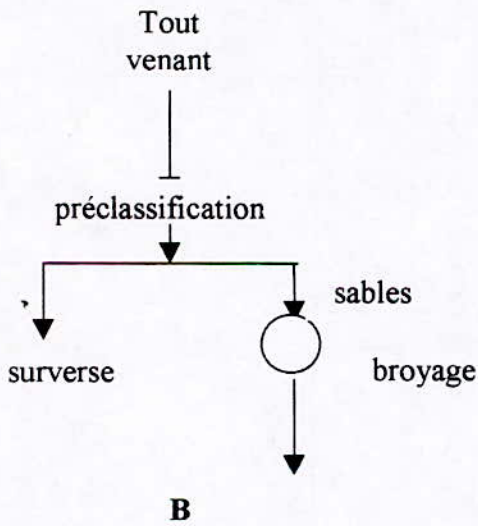 Tout
venant
préclassification
sables
surverse
broyage
B